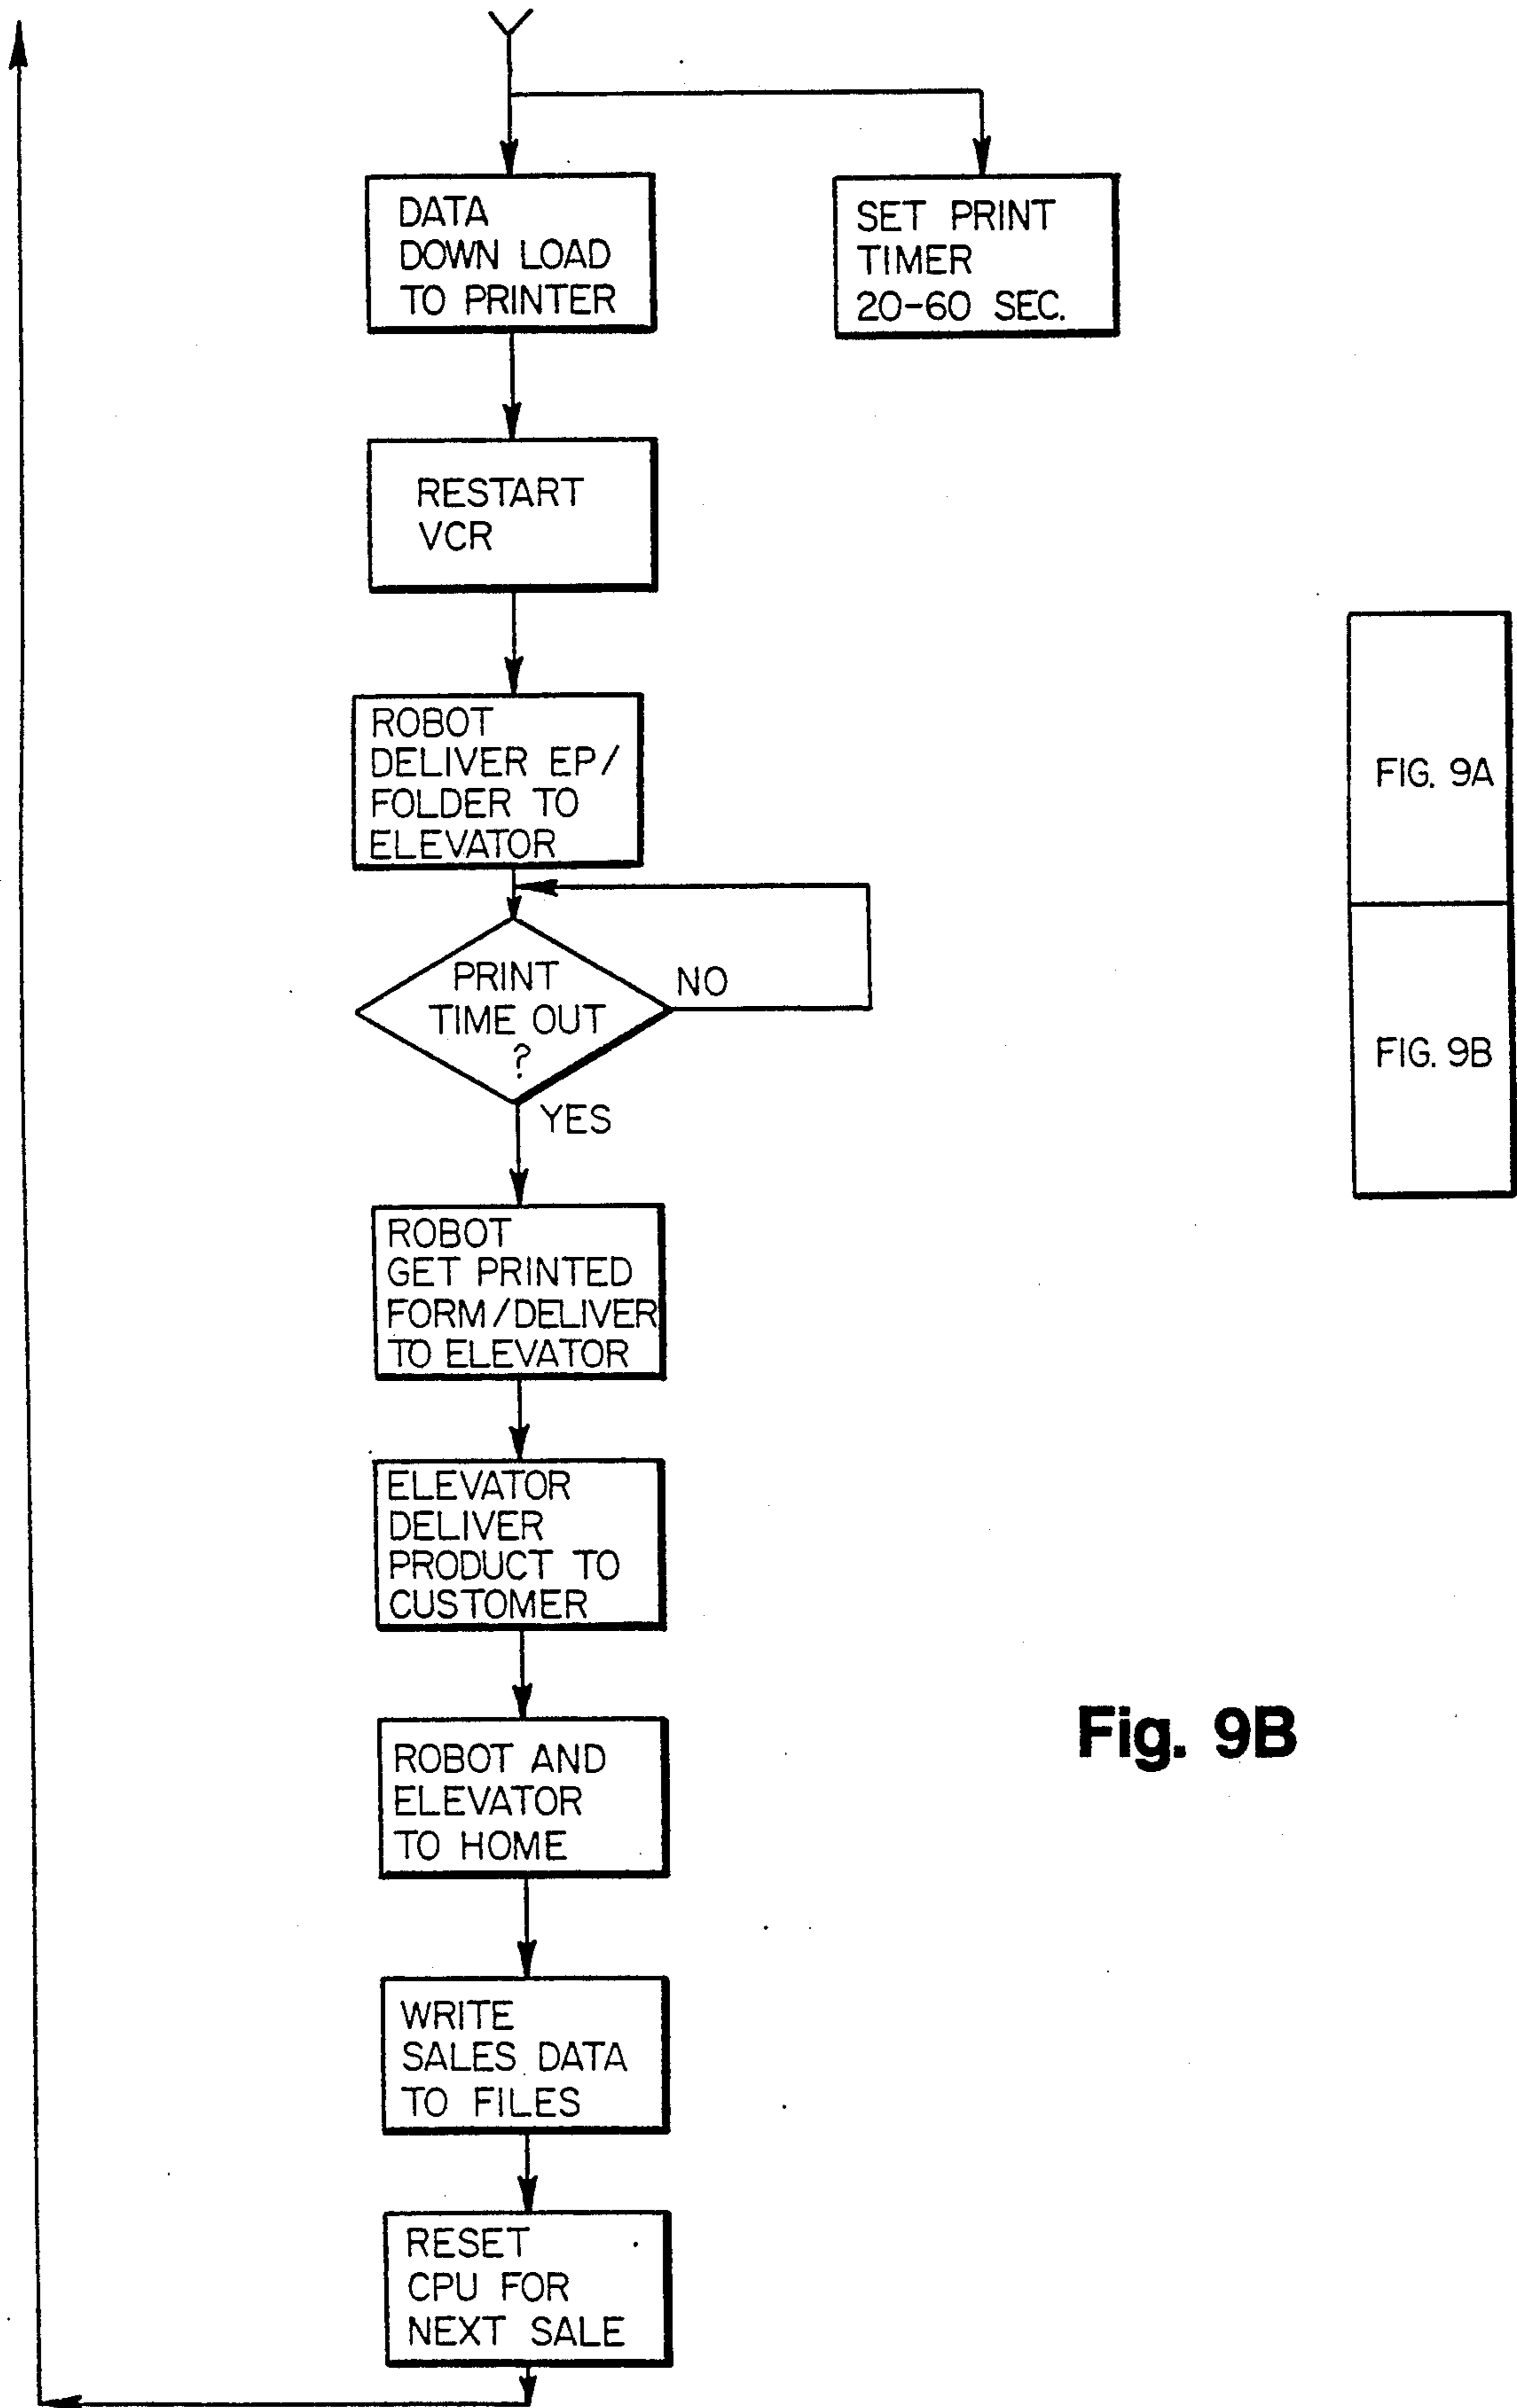 DATA
DOWN LOAD
TO PRINTER
SET PRINT
TIMER
20-60 SEC.
RESTART
VCR
ROBOT
DELIVER EP/
FOLDER TO
ELEVATOR
PRINT
TIME OUT
?
NO
YES
ROBOT
GET PRINTED
FORM/DELIVER
TO ELEVATOR
ELEVATOR
DELIVER
PRODUCT TO
CUSTOMER
ROBOT AND
ELEVATOR
TO HOME
WRITE
SALES DATA
TO FILES
RESET
CPU FOR
NEXT SALE
FIG. 9A
FIG. 9B
Fig. 9B